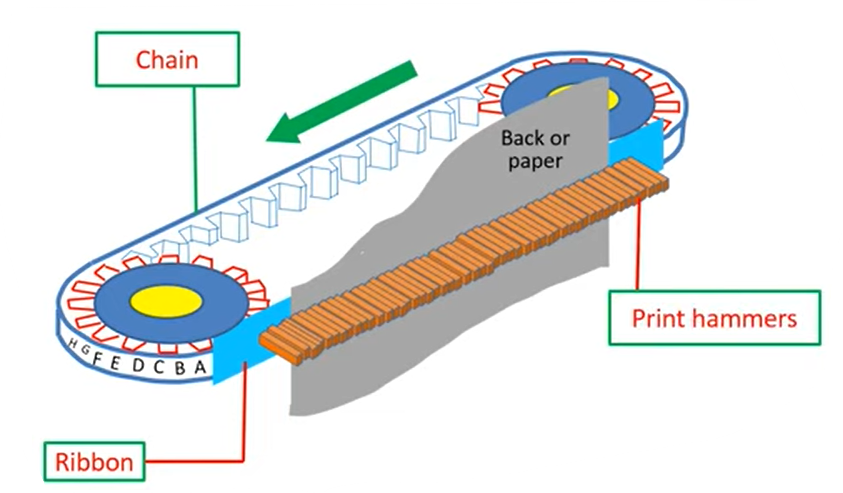 Chain
Back or
paper
Print hammers
H G F E D C B A
Ribbon